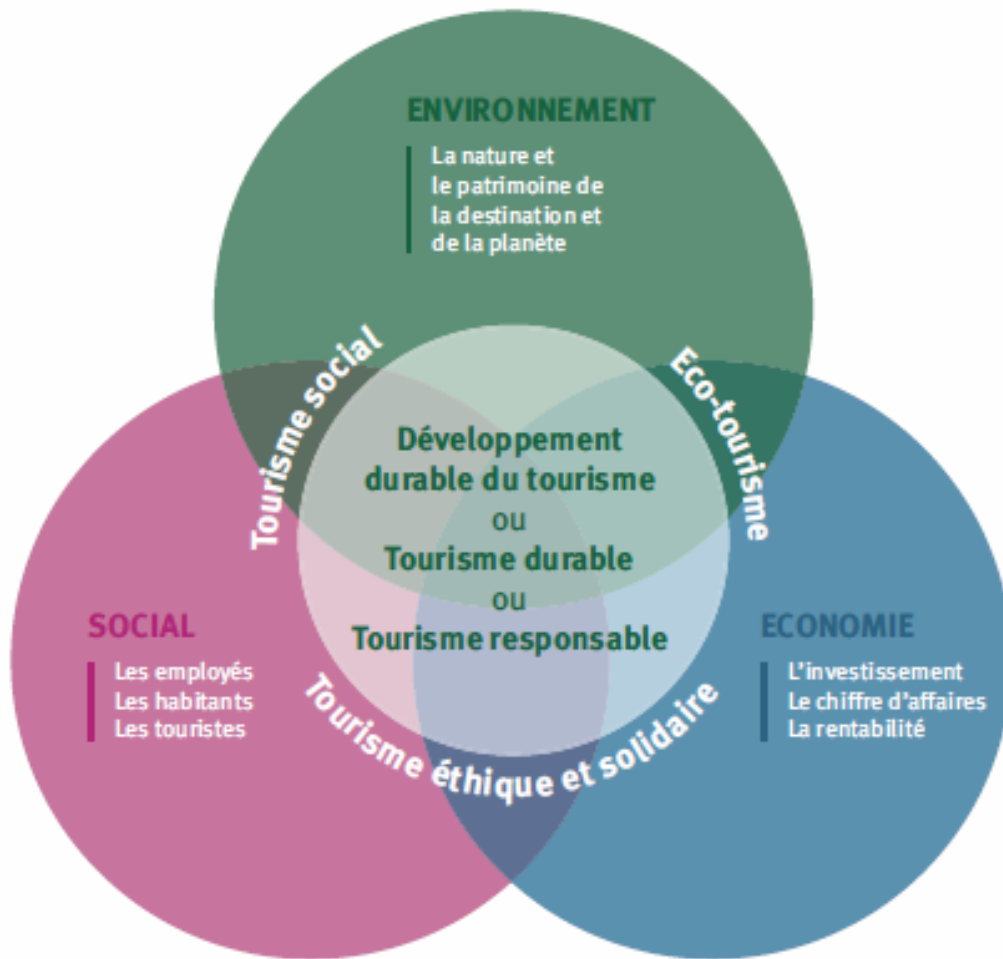 ENVIRONNEMENT
La nature et
le patrimoine de
la destination et
de la planète
Tourisme social
Eco-tourisme
Développement
durable du tourisme
ou
Tourisme durable
ou
Tourisme responsable
SOCIAL
Les employés
Les habitants
Les touristes
ECONOMIE
L'investissement
Le chiffre d'affaires
La rentabilité
Tourisme éthique et solidaire